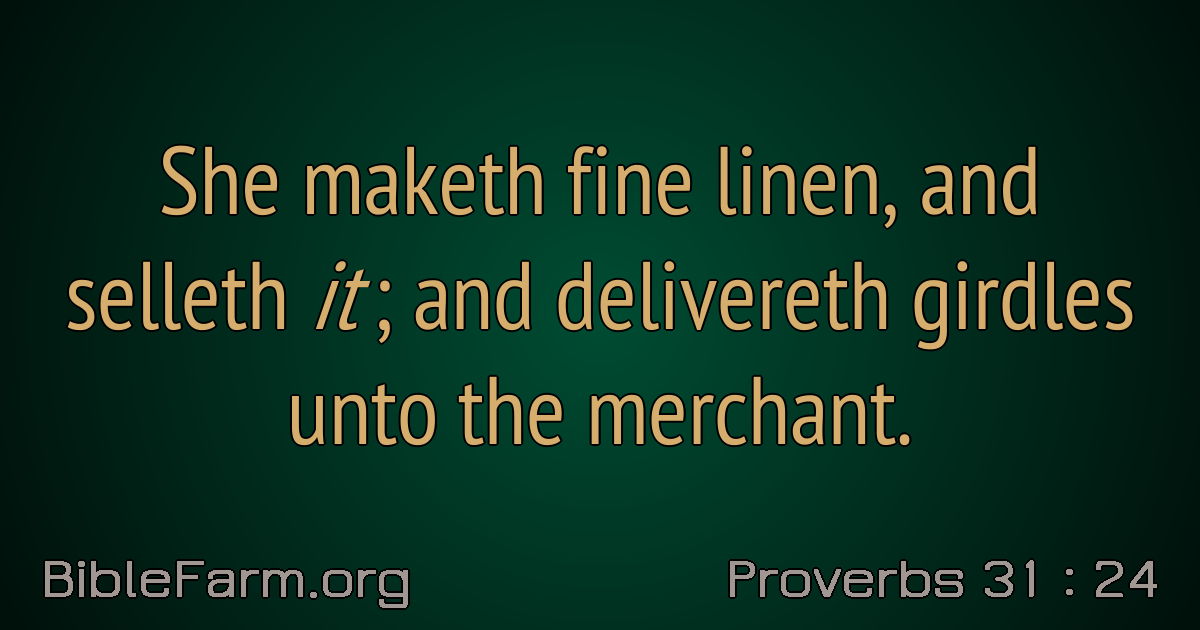 She maketh fine linen, and
selleth it; and delivereth girdles
unto the merchant.
BibleFarm.org
Proverbs 31 : 24